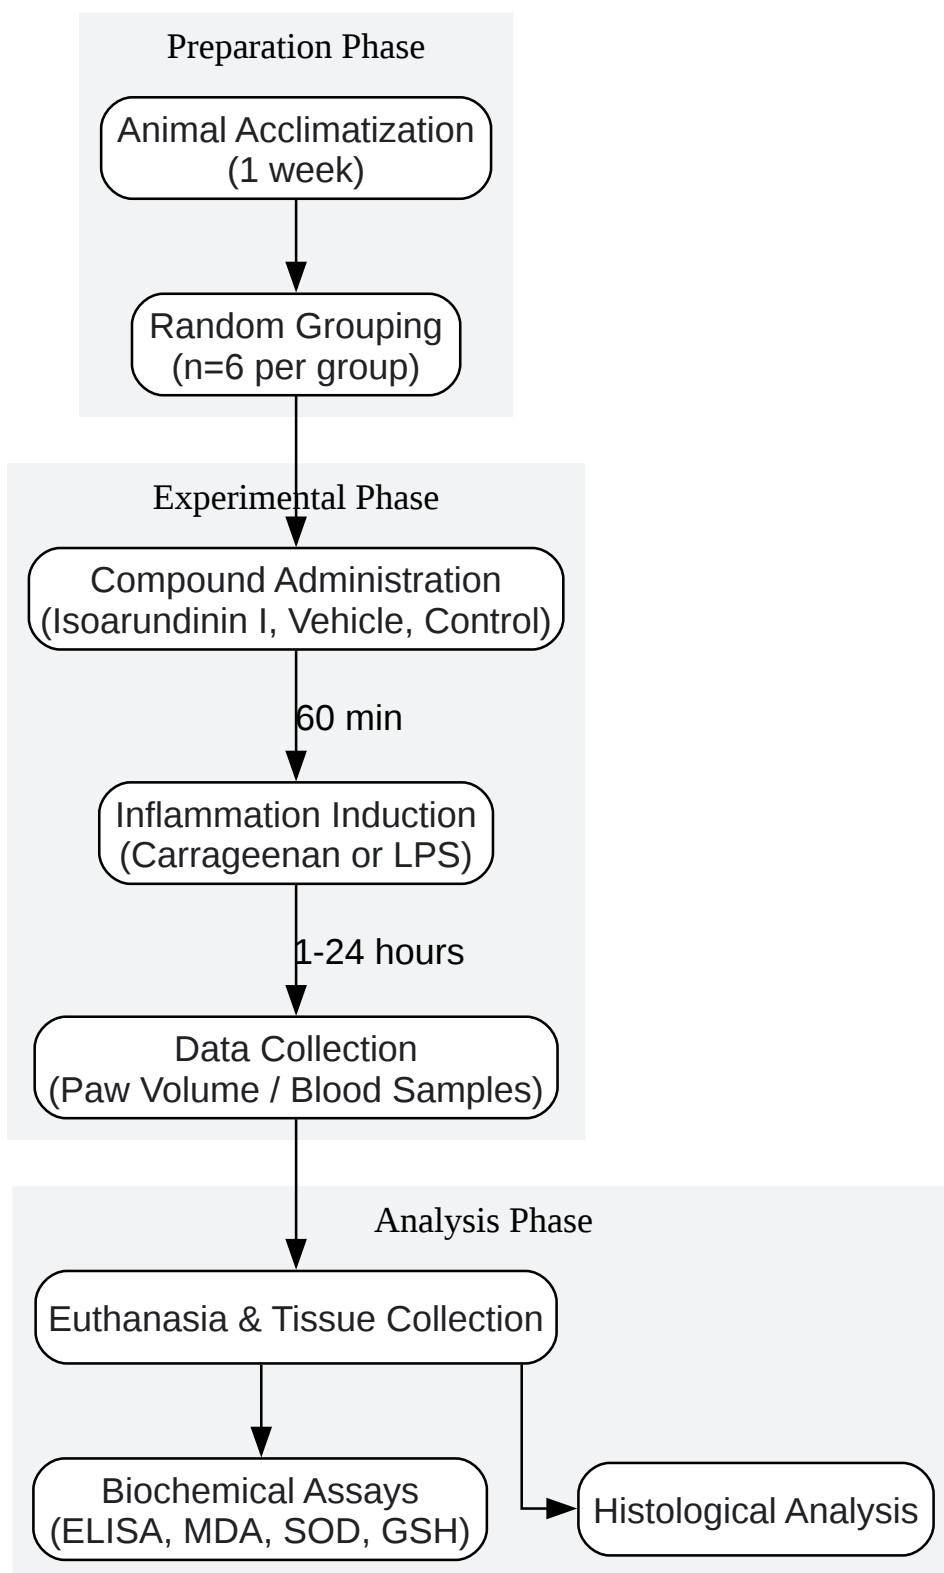 Preparation Phase
Animal Acclimatization
(1 week)
Random Grouping
(n=6 per group)
Experimental Phase
Compound Administration
(Isoarundinin I, Vehicle, Control)
60 min
Inflammation Induction
(Carrageenan or LPS)
1-24 hours
Data Collection
(Paw Volume / Blood Samples)
Analysis Phase
Euthanasia & Tissue Collection
Biochemical Assays
(ELISA, MDA, SOD, GSH)
Histological Analysis